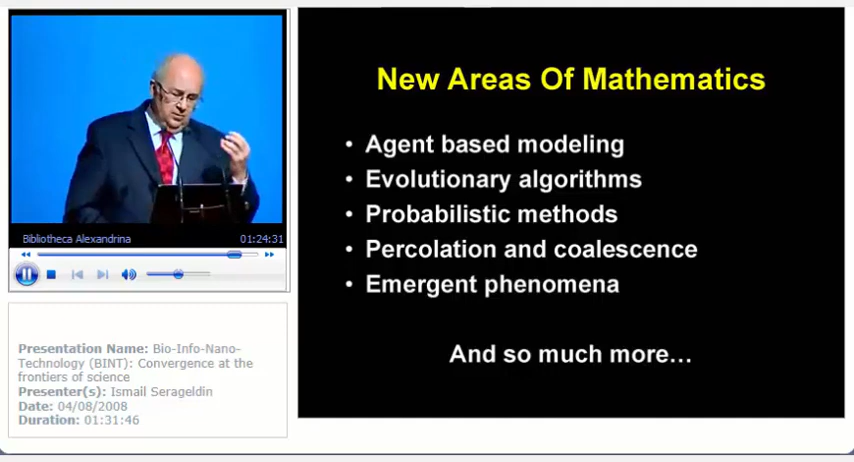 Bibliotheca Alexandrina 01:24:31
Presentation Name: Bio-Info-Nano-
Technology (BINT): Convergence at the
frontiers of science
Presenter(s): Ismail Serageldin
Date: 04/08/2008
Duration: 01:31:46
New Areas Of Mathematics
• Agent based modeling
• Evolutionary algorithms
• Probabilistic methods
• Percolation and coalescence
• Emergent phenomena
And so much more...